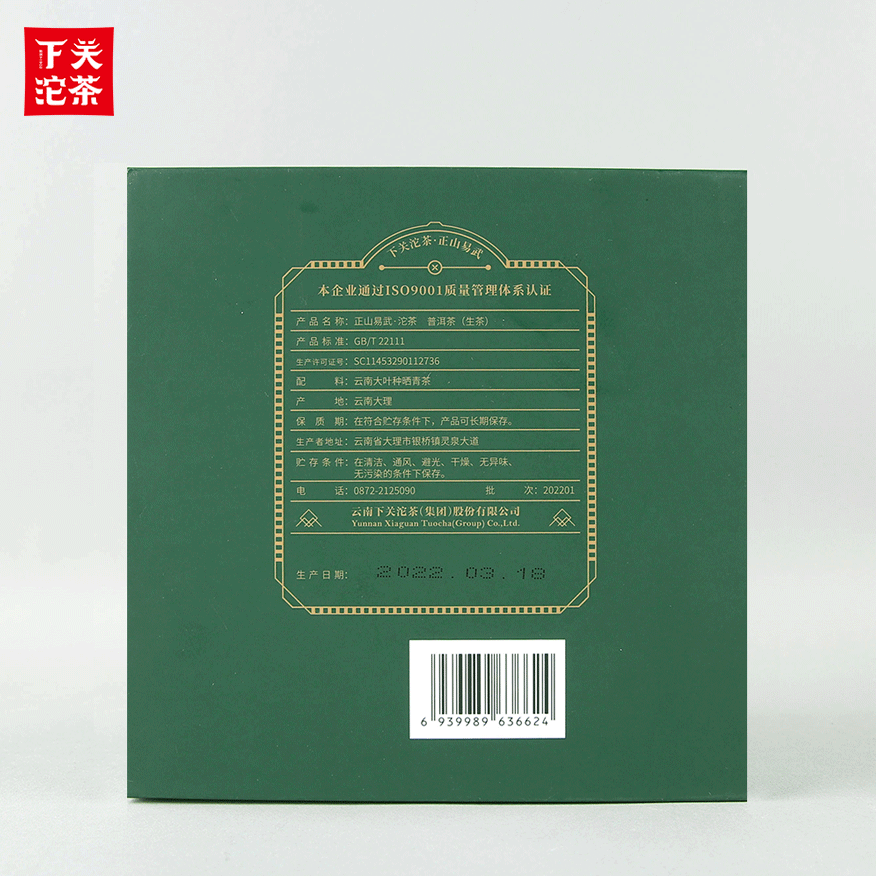 下关
沱茶
下关沱茶·正山易武
本企业通过ISO9001质量管理体系认证
产品名称：正山易武·沱茶 普洱茶（生茶）
产品标准：GB/T 22111
生产许可证号：SC11453290112736
配 料：云南大叶种晒青茶
产 地：云南大理
保 质 期：在符合贮存条件下，产品可长期保存。
生产者地址：云南省大理市银桥镇灵泉大道
贮存条件：在清洁、通风、避光、干燥、无异味、
无污染的条件下保存。
电 话：0872-2125090 批 次：202201
云南下关沱茶（集团）股份有限公司
Yunnan Xiaguan Tuocha(Group) Co.,Ltd.
生产日期： 2022.03.18
6 939989 636624